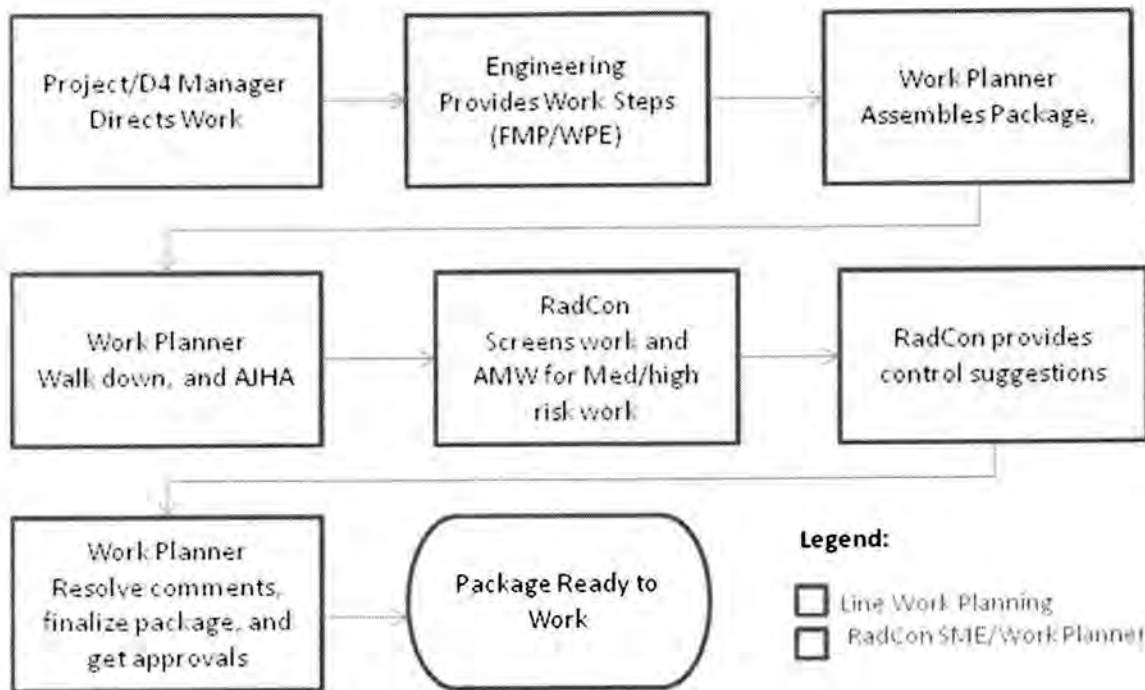 Project/D4 Manager
Directs Work
Engineering
Provides Work Steps
(FMP/WPE)
Work Planner
Assembles Package.
Work Planner
Walk down, and AJHA
RadCon
Screens work and
AMW for Med/high
risk work
RadCon provides
control suggestions
Work Planner
Resolve comments,
finalize package, and
get approvals
Package Ready to
Work
Legend:
Line Work Planning
RadCon SME/Work Planner